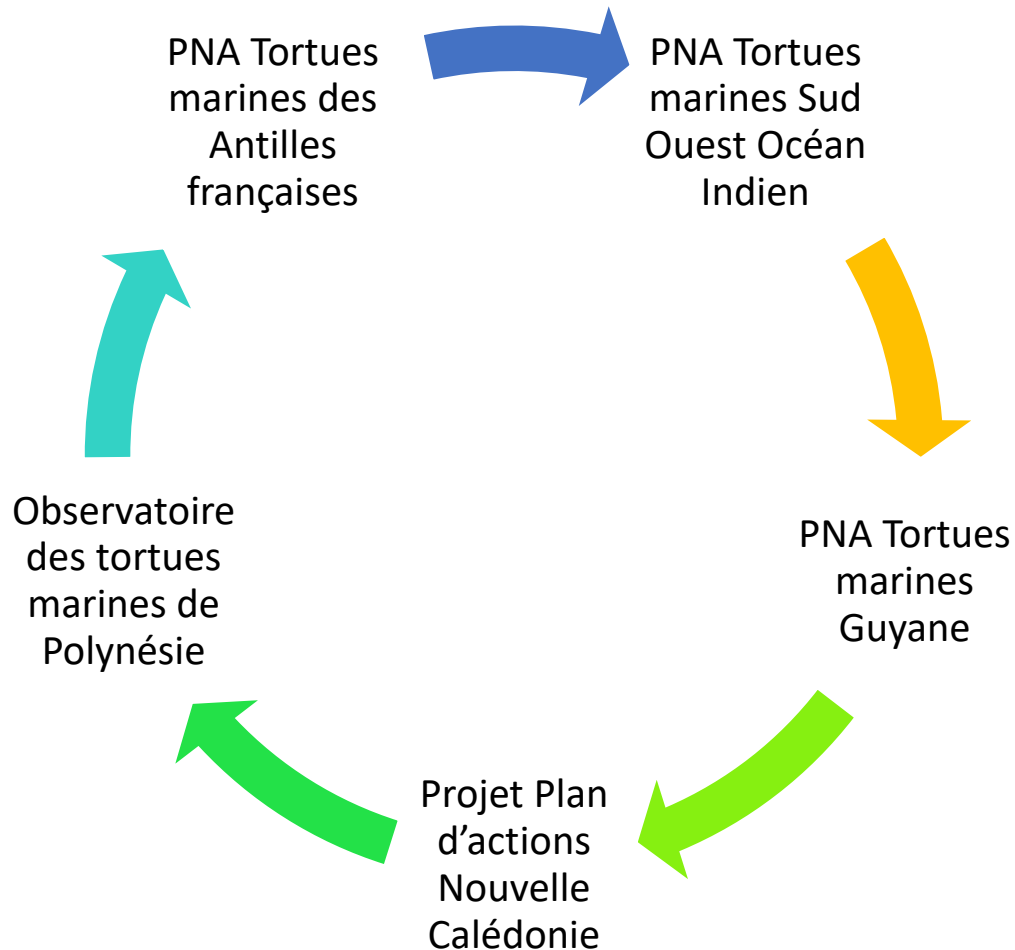 PNA Tortues
marines des
Antilles
françaises
PNA Tortues
marines Sud
Ouest Océan
Indien
PNA Tortues
marines
Guyane
Projet Plan
d’actions
Nouvelle
Calédonie
Observatoire
des tortues
marines de
Polynésie